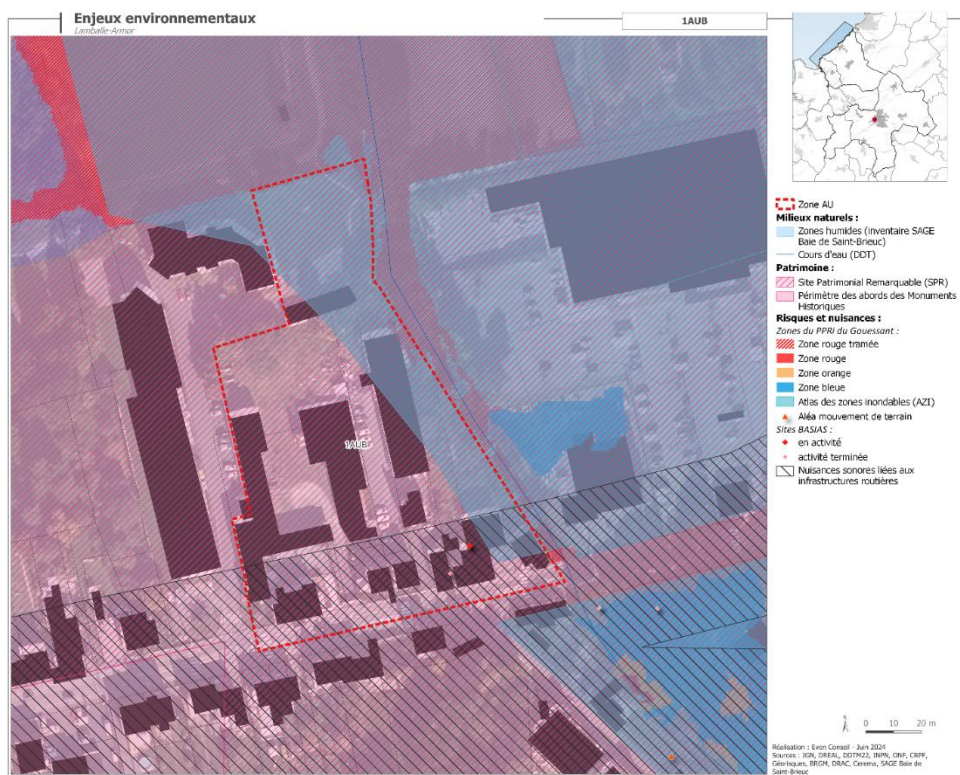 Enjeux environnementaux
Lamballe-Armor
1AUB
1AUB
Zone AU
Milieux naturels :
Zones humides (inventaire SAGE
Baie de Saint-Brieuc)
Cours d'eau (DDT)
Patrimoine :
Site Patrimonial Remarquable (SPR)
Périmètre des abords des Monuments
Historiques
Risques et nuisances :
Zones du PPRI du Gouessant :
Zone rouge tramée
Zone rouge
Zone orange
Zone bleue
Atlas des zones inondables (AZI)
Aléa mouvement de terrain
Sites BASIAS :
en activité
activité terminée
Nuisances sonores liées aux
infrastructures routières
0 10 20 m
Réalisation : Even Conseil - Juin 2024
Sources : IGN, DREAL, DDTM22, INPN, ONF, CRPF,
Géorisques, BRGM, DRAC, Cerema, SAGE Baie de
Saint-Brieuc